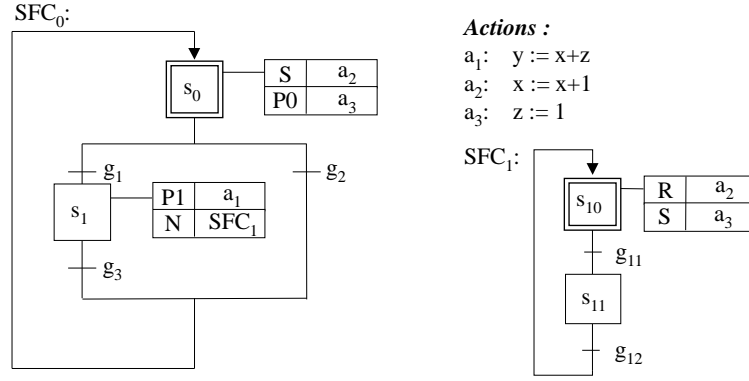 SFC₀:
s₀
S a₂
P0 a₃
g₁
g₂
s₁
P1 a₁
N SFC₁
g₃
Actions :
a₁: y := x+z
a₂: x := x+1
a₃: z := 1
SFC₁:
s₁₀
R a₂
S a₃
g₁₁
s₁₁
g₁₂